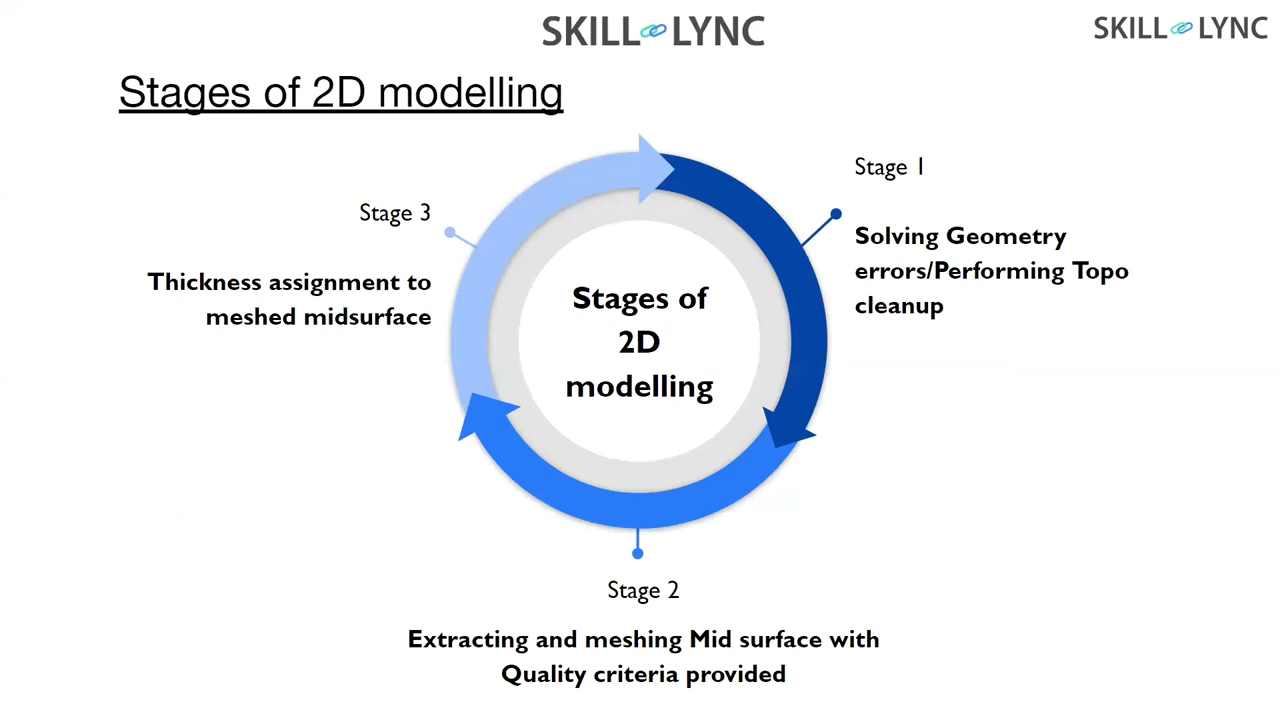 SKILL LYNC
SKILL LYNC
Stages of 2D modelling
Stage 1
Solving Geometry
errors/Performing Topo
cleanup
Stage 3
Thickness assignment to
meshed midsurface
Stages of
2D
modelling
Stage 2
Extracting and meshing Mid surface with
Quality criteria provided